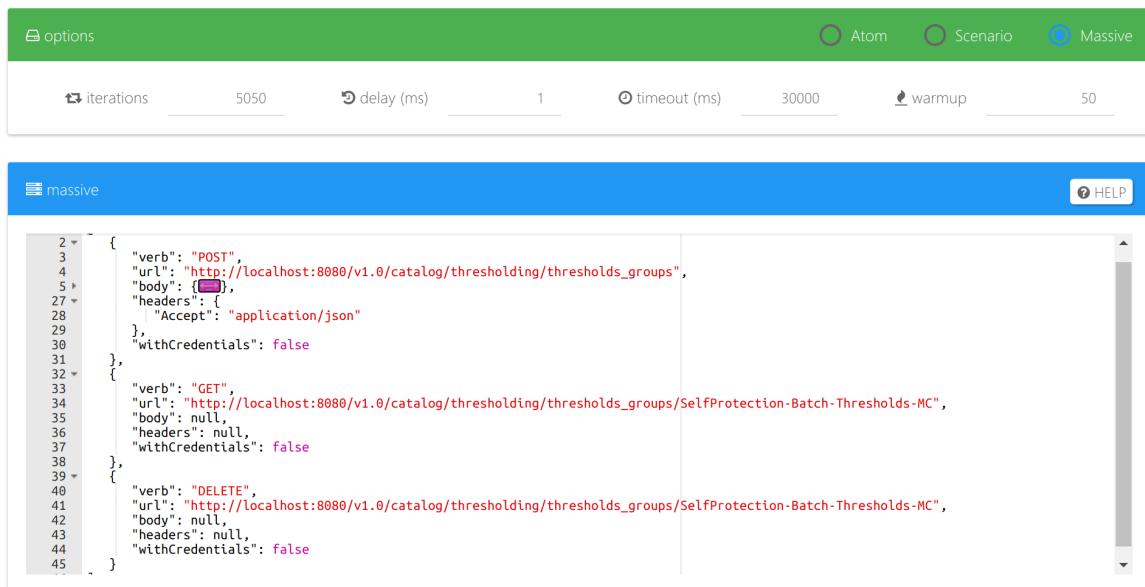 options Atom Scenario Massive
iterations 5050 delay (ms) 1 timeout (ms) 30000 warmup 50
massive HELP
2 {
3 "verb": "POST",
4 "url": "http://localhost:8080/v1.0/catalog/thresholding/thresholds_groups",
5 "body": {},
27 "headers": {
28 "Accept": "application/json"
29 },
30 "withCredentials": false
31 },
32 {
33 "verb": "GET",
34 "url": "http://localhost:8080/v1.0/catalog/thresholding/thresholds_groups/SelfProtection-Batch-Thresholds-MC",
35 "body": null,
36 "headers": null,
37 "withCredentials": false
38 },
39 {
40 "verb": "DELETE",
41 "url": "http://localhost:8080/v1.0/catalog/thresholding/thresholds_groups/SelfProtection-Batch-Thresholds-MC",
42 "body": null,
43 "headers": null,
44 "withCredentials": false
45 }